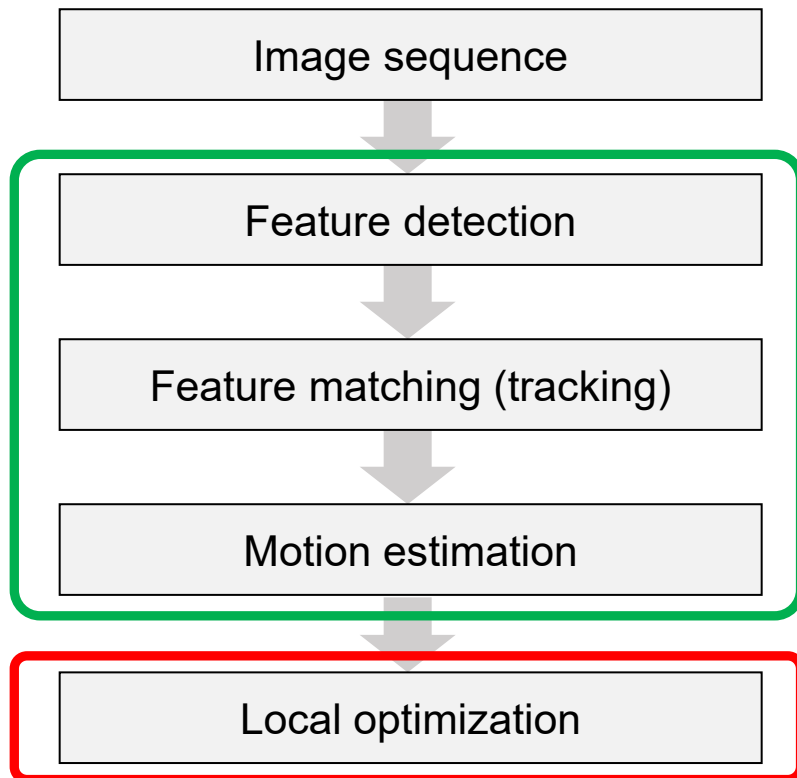 Image sequence
Feature detection
Feature matching (tracking)
Motion estimation
Local optimization